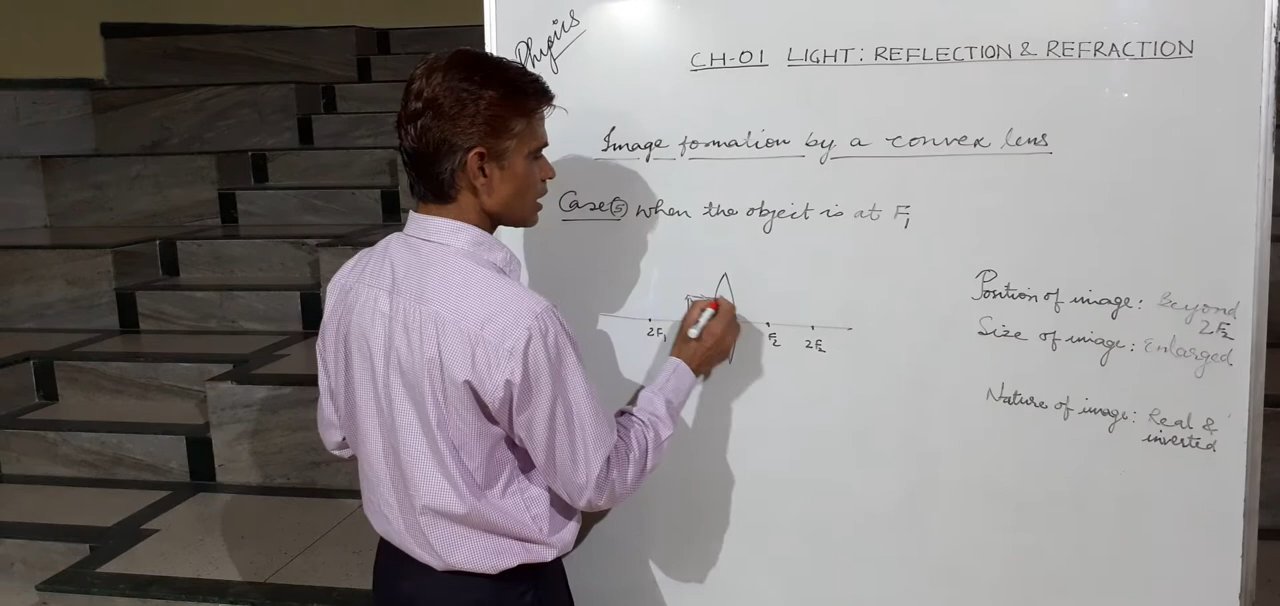 Physics
CH-01 LIGHT: REFLECTION & REFRACTION
Image formation by a convex lens
Case(5) when the object is at F1
2F1
F2
2F2
Position of image: Beyond
2F2
Size of image: Enlarged
Nature of image: Real &
inverted